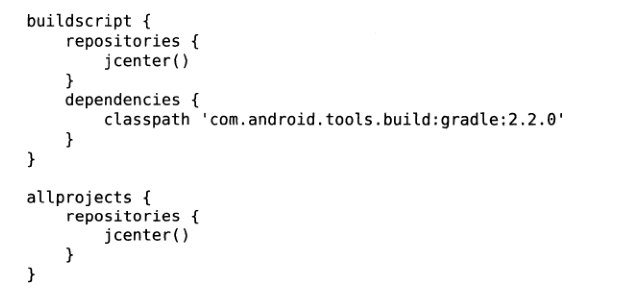 buildscript {
    repositories {
        jcenter()
    }
    dependencies {
        classpath 'com.android.tools.build:gradle:2.2.0'
    }
}

allprojects {
    repositories {
        jcenter()
    }
}